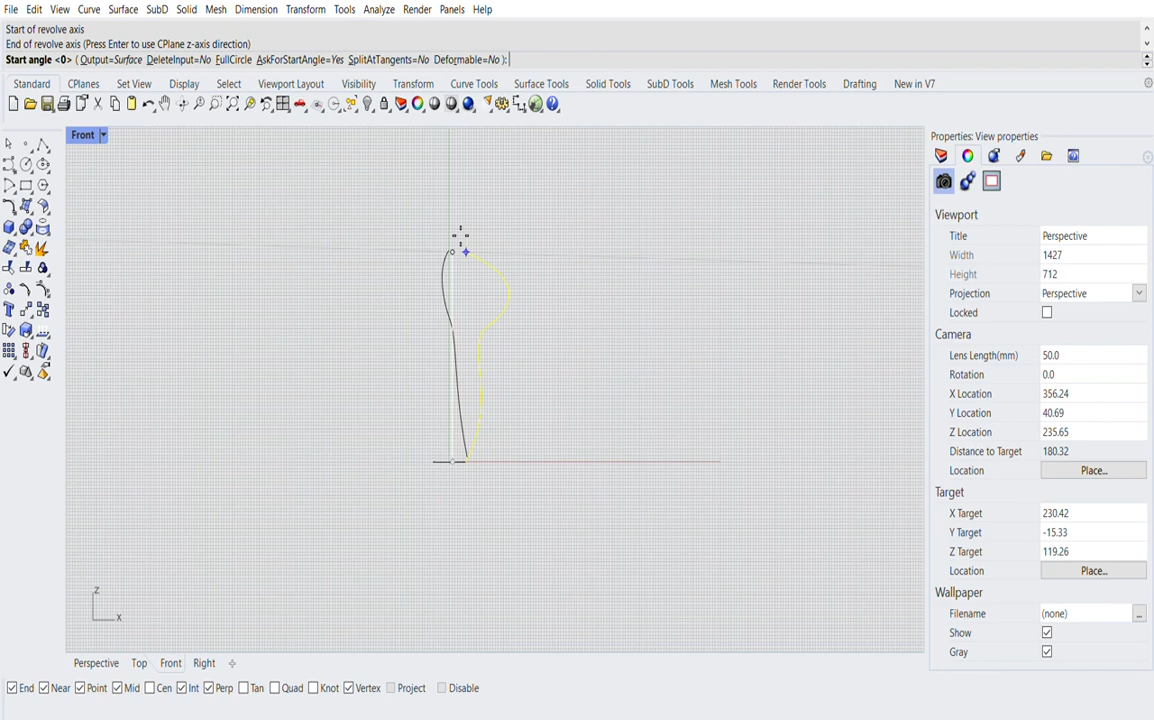 File Edit View Curve Surface SubD Solid Mesh Dimension Transform Tools Analyze Render Panels Help
Start of revolve axis
End of revolve axis (Press Enter to use CPlane z-axis direction)
Start angle <0> ( Output=Surface DeleteInput=No FullCircle AskForStartAngle=Yes SplitAtTangents=No Deformable=No ):
Standard CPlanes Set View Display Select Viewport Layout Visibility Transform Curve Tools Surface Tools Solid Tools SubD Tools Mesh Tools Render Tools Drafting New in V7
Front
Properties: View properties
Viewport
Title Perspective
Width 1427
Height 712
Projection Perspective
Locked
Camera
Lens Length(mm) 50.0
Rotation 0.0
X Location 356.24
Y Location 40.69
Z Location 235.65
Distance to Target 180.32
Location Place...
Target
X Target 230.42
Y Target -15.33
Z Target 119.26
Location Place...
Wallpaper
Filename (none) ...
Show
Gray
z
x
Perspective Top Front Right
End Near Point Mid Cen Int Perp Tan Quad Knot Vertex Project Disable